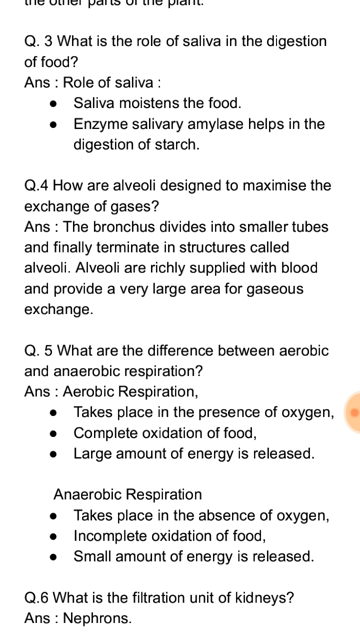 the other parts of the plant.
Q. 3 What is the role of saliva in the digestion
of food?
Ans : Role of saliva :
● Saliva moistens the food.
● Enzyme salivary amylase helps in the
digestion of starch.
Q.4 How are alveoli designed to maximise the
exchange of gases?
Ans : The bronchus divides into smaller tubes
and finally terminate in structures called
alveoli. Alveoli are richly supplied with blood
and provide a very large area for gaseous
exchange.
Q. 5 What are the difference between aerobic
and anaerobic respiration?
Ans : Aerobic Respiration,
● Takes place in the presence of oxygen,
● Complete oxidation of food,
● Large amount of energy is released.
Anaerobic Respiration
● Takes place in the absence of oxygen,
● Incomplete oxidation of food,
● Small amount of energy is released.
Q.6 What is the filtration unit of kidneys?
Ans : Nephrons.